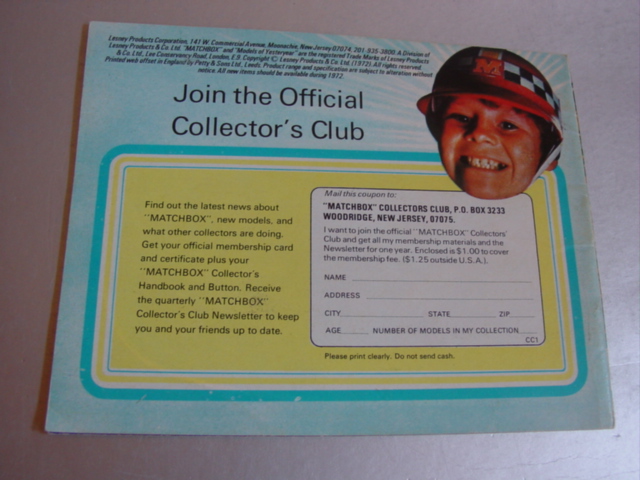 Lesney Products Corporation, 141 W. Commercial Avenue, Moonachie, New Jersey 07074, 201-935-3800. A Division of
Lesney Products & Co. Ltd. "MATCHBOX" and "Models of Yesteryear" are the registered Trade Marks of Lesney Products
& Co. Ltd., Lee Conservancy Road, London, E.9. Copyright © Lesney Products & Co. Ltd. (1972). All rights reserved.
Printed web offset in England by Petty & Sons Ltd., Leeds. Product range and specification are subject to alteration without
notice. All new items should be available during 1972.
M
Join the Official
Collector's Club
Find out the latest news about
"MATCHBOX", new models, and
what other collectors are doing.
Get your official membership card
and certificate plus your
"MATCHBOX" Collector's
Handbook and Button. Receive
the quarterly "MATCHBOX"
Collector's Club Newsletter to keep
you and your friends up to date.
Mail this coupon to:
"MATCHBOX" COLLECTORS CLUB, P.O. BOX 3233
WOODRIDGE, NEW JERSEY, 07075.
I want to join the official "MATCHBOX" Collectors'
Club and get all my membership materials and the
Newsletter for one year. Enclosed is $1.00 to cover
the membership fee. ($1.25 outside U.S.A.).
NAME
ADDRESS
CITY STATE ZIP
AGE NUMBER OF MODELS IN MY COLLECTION
CC1
Please print clearly. Do not send cash.